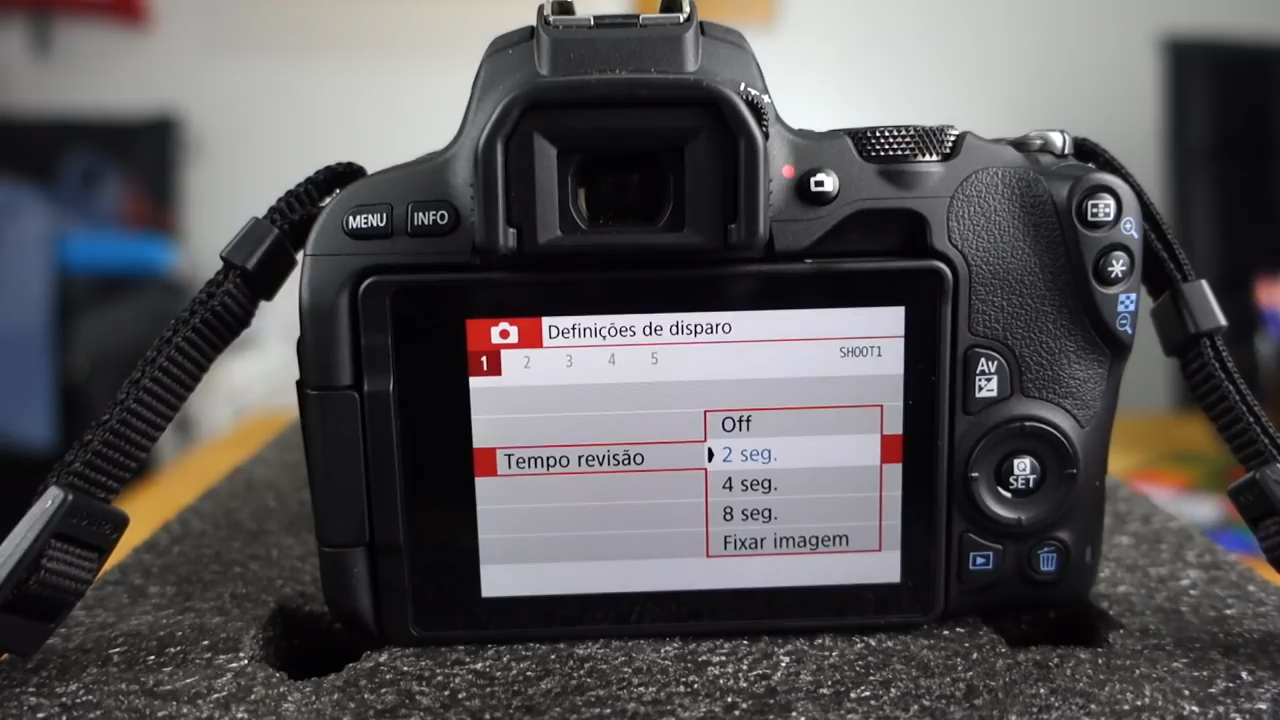 MENU
INFO
Definições de disparo
1 2 3 4 5
SHOOT1
Off
Tempo revisão
2 seg.
4 seg.
8 seg.
Fixar imagem
Av
Q
SET